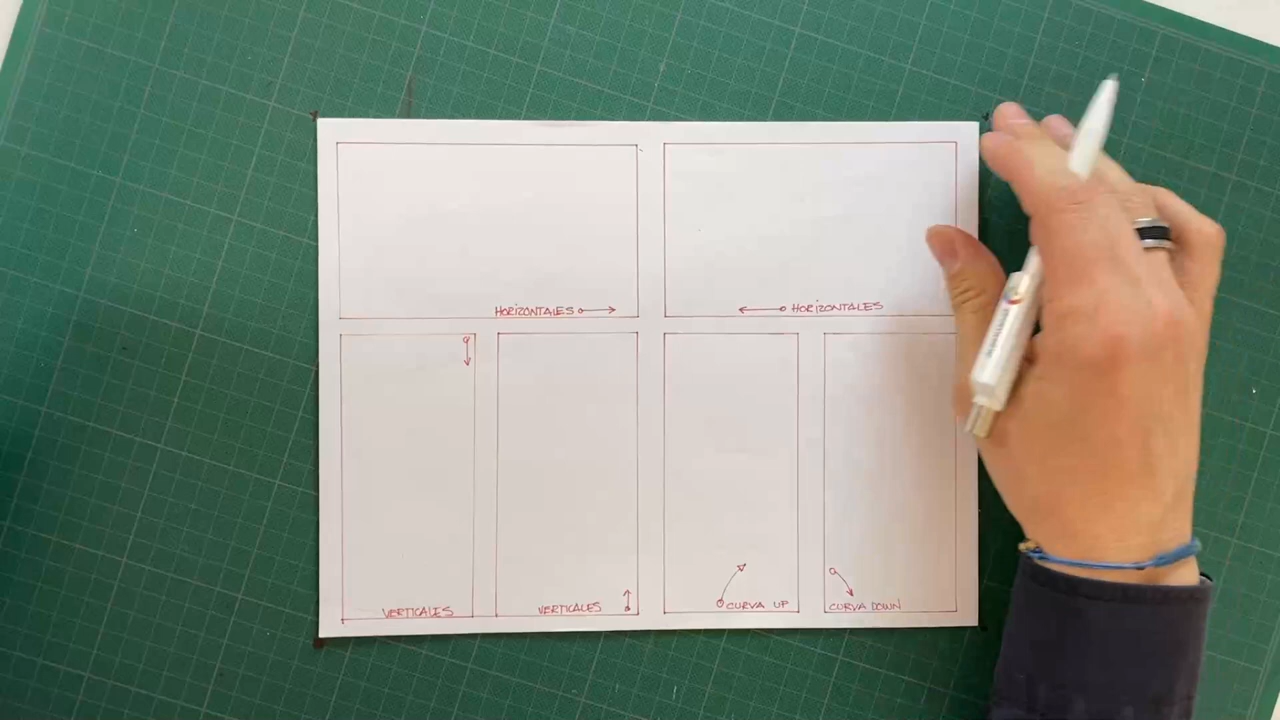 HORIZONTALES
HORIZONTALES
VERTICALES
VERTICALES
CURVA UP
CURVA DOWN